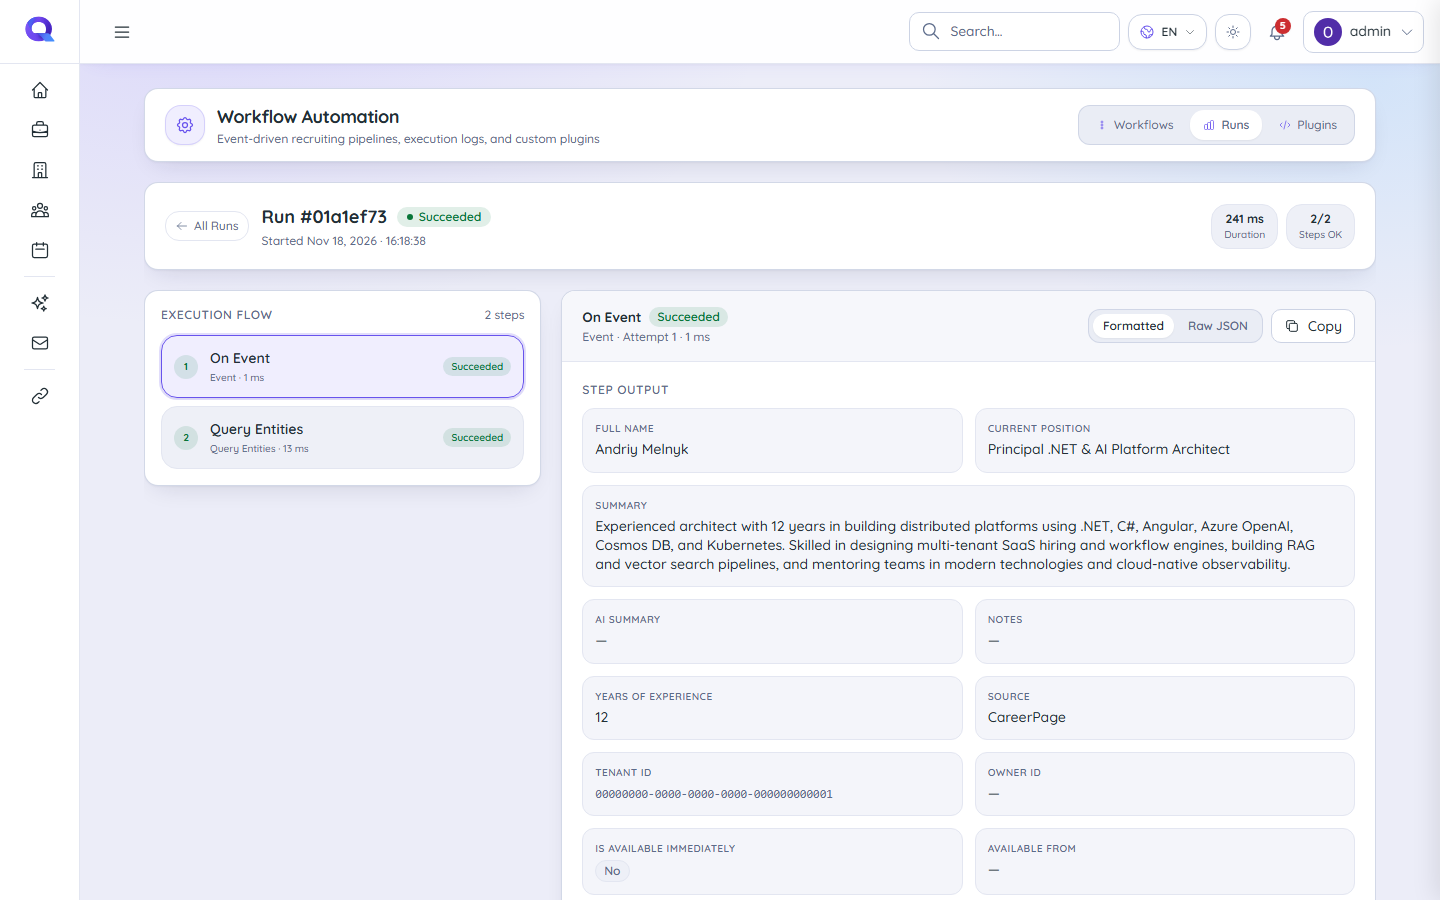 Search...
EN
5
O
admin
Workflow Automation
Event-driven recruiting pipelines, execution logs, and custom plugins
Workflows
Runs
Plugins
All Runs
Run #01a1ef73
Succeeded
Started Nov 18, 2026 · 16:18:38
241 ms
Duration
2/2
Steps OK
EXECUTION FLOW
2 steps
1
On Event
Event · 1 ms
Succeeded
2
Query Entities
Query Entities · 13 ms
Succeeded
On Event
Succeeded
Event · Attempt 1 · 1 ms
Formatted
Raw JSON
Copy
STEP OUTPUT
FULL NAME
Andriy Melnyk
CURRENT POSITION
Principal .NET & AI Platform Architect
SUMMARY
Experienced architect with 12 years in building distributed platforms using .NET, C#, Angular, Azure OpenAI,
Cosmos DB, and Kubernetes. Skilled in designing multi-tenant SaaS hiring and workflow engines, building RAG
and vector search pipelines, and mentoring teams in modern technologies and cloud-native observability.
AI SUMMARY
—
NOTES
—
YEARS OF EXPERIENCE
12
SOURCE
CareerPage
TENANT ID
00000000-0000-0000-0000-000000000001
OWNER ID
—
IS AVAILABLE IMMEDIATELY
No
AVAILABLE FROM
—